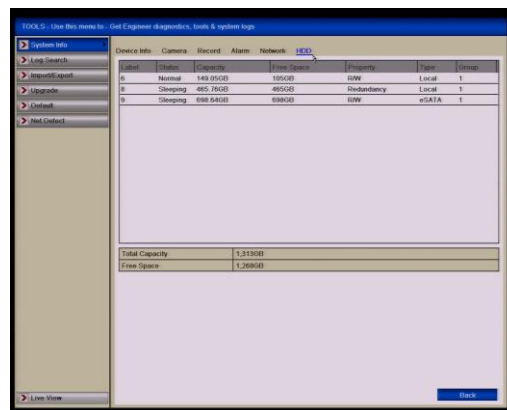 TOOLS - Use this menu to - Get Engineer diagnostics, tools & system logs
System Info
Log Search
Import/Export
Upgrade
Default
Net Detect
Live View
Device Info Camera Record Alarm Network HDD
Label Status Capacity Free Space Property Type Group
6 Normal 149.05GB 105GB R/W Local 1
8 Sleeping 465.76GB 465GB Redundancy Local 1
9 Sleeping 698.64GB 698GB R/W eSATA 1
Total Capacity 1,313GB
Free Space 1,268GB
Back